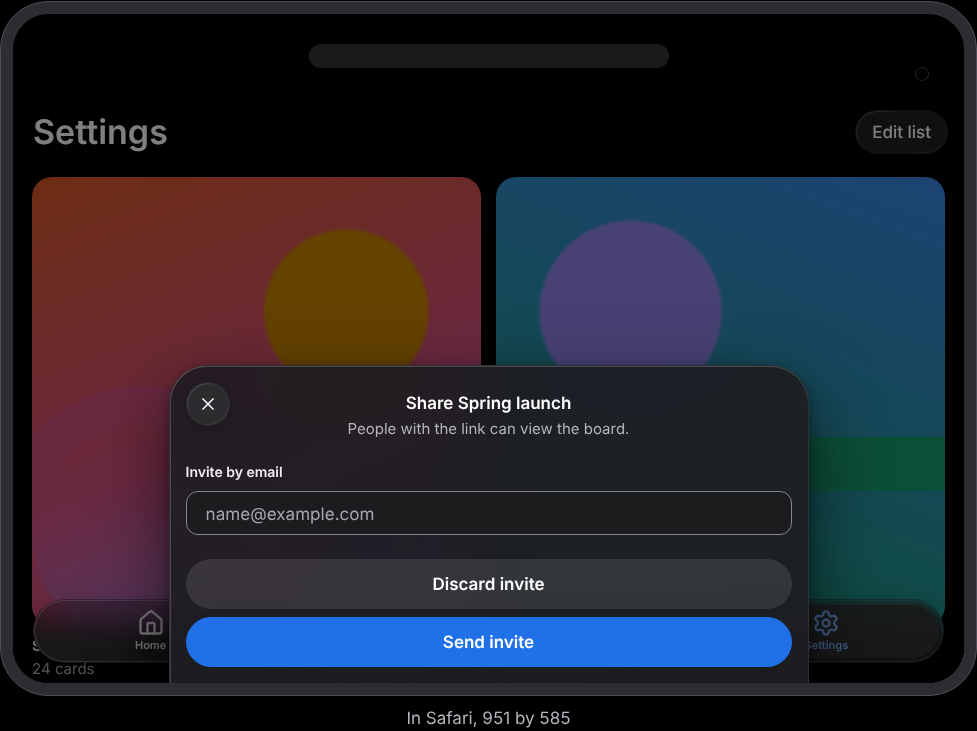 Settings
Edit list
Share Spring launch
People with the link can view the board.
Invite by email
name@example.com
Discard invite
Send invite
Home
Settings
24 cards
In Safari, 951 by 585